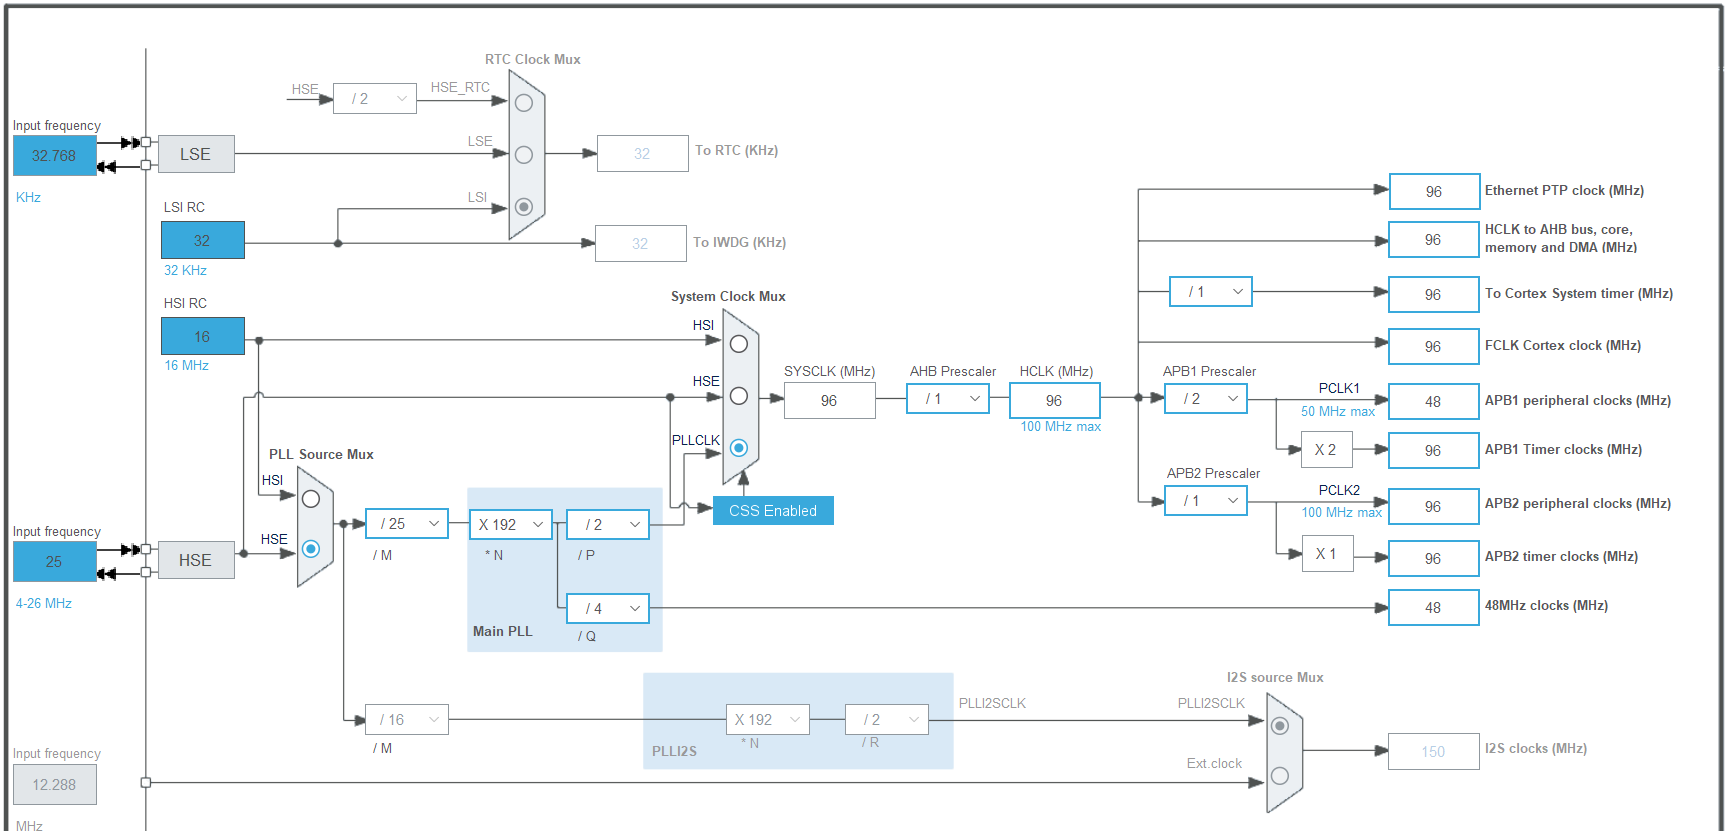 RTC Clock Mux
HSE
/ 2
HSE_RTC
Input frequency
32.768
KHz
LSE
LSE
32
To RTC (KHz)
LSI RC
LSI
32
32 KHz
32
To IWDG (KHz)
HSI RC
16
16 MHz
System Clock Mux
HSI
HSE
PLLCLK
SYSCLK (MHz)
96
AHB Prescaler
/ 1
HCLK (MHz)
96
100 MHz max
CSS Enabled
96
Ethernet PTP clock (MHz)
96
HCLK to AHB bus, core,
memory and DMA (MHz)
/ 1
96
To Cortex System timer (MHz)
96
FCLK Cortex clock (MHz)
APB1 Prescaler
/ 2
PCLK1
50 MHz max
48
APB1 peripheral clocks (MHz)
X 2
96
APB1 Timer clocks (MHz)
APB2 Prescaler
/ 1
PCLK2
100 MHz max
96
APB2 peripheral clocks (MHz)
X 1
96
APB2 timer clocks (MHz)
48
48MHz clocks (MHz)
PLL Source Mux
HSI
HSE
Input frequency
25
4-26 MHz
HSE
/ 25
/ M
X 192
* N
/ 2
/ P
/ 4
/ Q
Main PLL
/ 16
/ M
X 192
* N
/ 2
/ R
PLLI2S
PLLI2SCLK
I2S source Mux
PLLI2SCLK
Ext.clock
150
I2S clocks (MHz)
Input frequency
12.288
MHz